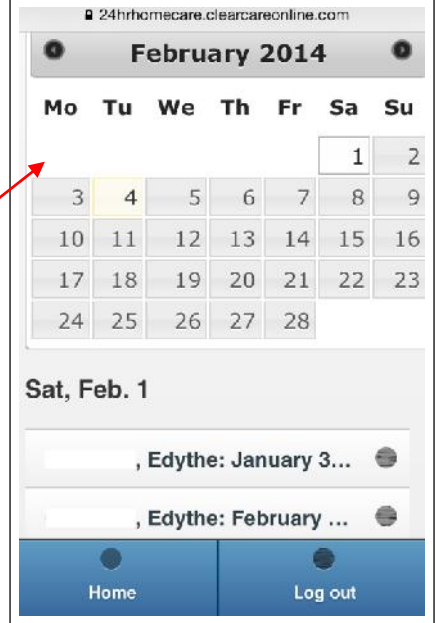 24hrhomecare.clearcareonline.com
February 2014
Mo Tu We Th Fr Sa Su
1 2
3 4 5 6 7 8 9
10 11 12 13 14 15 16
17 18 19 20 21 22 23
24 25 26 27 28
Sat, Feb. 1
, Edythe: January 3...
, Edythe: February ...
Home Log out